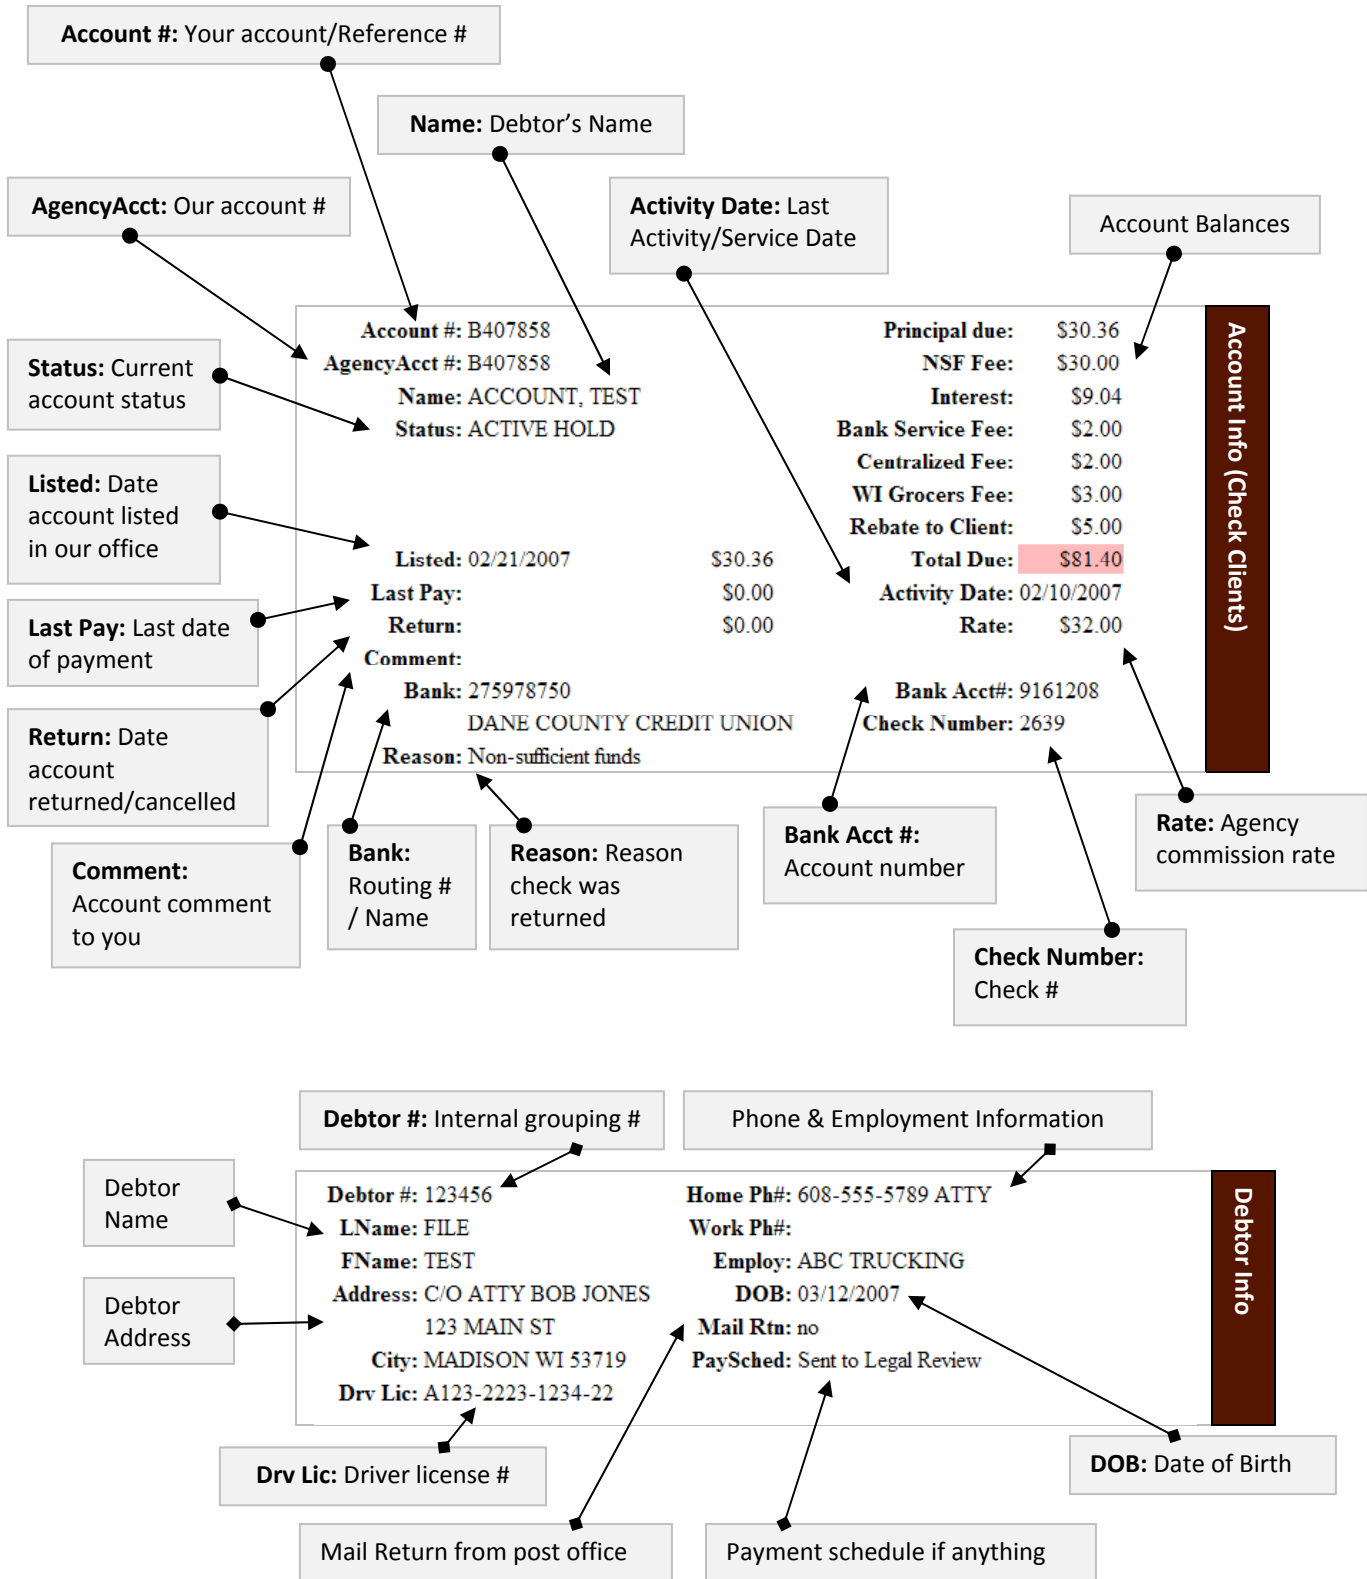 Account #: Your account/Reference #
Name: Debtor’s Name
AgencyAcct: Our account #
Activity Date: Last
Activity/Service Date
Account Balances
Status: Current
account status
Listed: Date
account listed
in our office
Last Pay: Last date
of payment
Return: Date
account
returned/cancelled
Comment:
Account comment
to you
Account #: B407858
AgencyAcct #: B407858
Name: ACCOUNT, TEST
Status: ACTIVE HOLD
Listed: 02/21/2007 $30.36
Last Pay: $0.00
Return: $0.00
Comment:
Bank: 275978750
DANE COUNTY CREDIT UNION
Reason: Non-sufficient funds
Principal due: $30.36
NSF Fee: $30.00
Interest: $9.04
Bank Service Fee: $2.00
Centralized Fee: $2.00
WI Grocers Fee: $3.00
Rebate to Client: $5.00
Total Due: $81.40
Activity Date: 02/10/2007
Rate: $32.00
Bank Acct#: 9161208
Check Number: 2639
Account Info (Check Clients)
Bank:
Routing #
/ Name
Reason: Reason
check was
returned
Bank Acct #:
Account number
Rate: Agency
commission rate
Check Number:
Check #
Debtor #: Internal grouping #
Phone & Employment Information
Debtor
Name
Debtor
Address
Debtor #: 123456
LName: FILE
FName: TEST
Address: C/O ATTY BOB JONES
123 MAIN ST
City: MADISON WI 53719
Drv Lic: A123-2223-1234-22
Home Ph#: 608-555-5789 ATTY
Work Ph#:
Employ: ABC TRUCKING
DOB: 03/12/2007
Mail Rtn: no
PaySched: Sent to Legal Review
Debtor Info
Drv Lic: Driver license #
DOB: Date of Birth
Mail Return from post office
Payment schedule if anything